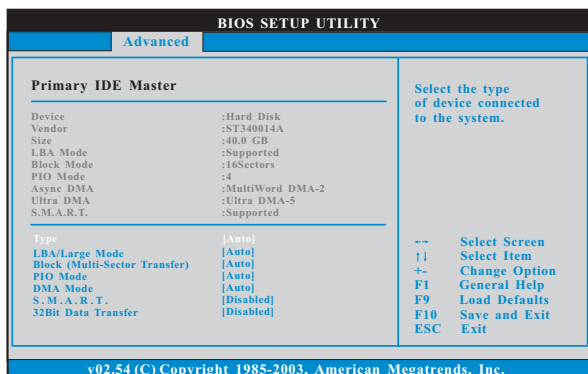 BIOS SETUP UTILITY
Advanced
Primary IDE Master
Device :Hard Disk
Vendor :ST340014A
Size :40.0 GB
LBA Mode :Supported
Block Mode :16Sectors
PIO Mode :4
Async DMA :MultiWord DMA-2
Ultra DMA :Ultra DMA-5
S.M.A.R.T. :Supported
Type [Auto]
LBA/Large Mode [Auto]
Block (Multi-Sector Transfer) [Auto]
PIO Mode [Auto]
DMA Mode [Auto]
S.M.A.R.T. [Disabled]
32Bit Data Transfer [Disabled]
Select the type
of device connected
to the system.
←→ Select Screen
↑↓ Select Item
+- Change Option
F1 General Help
F9 Load Defaults
F10 Save and Exit
ESC Exit
v02.54 (C) Copyright 1985-2003, American Megatrends, Inc.